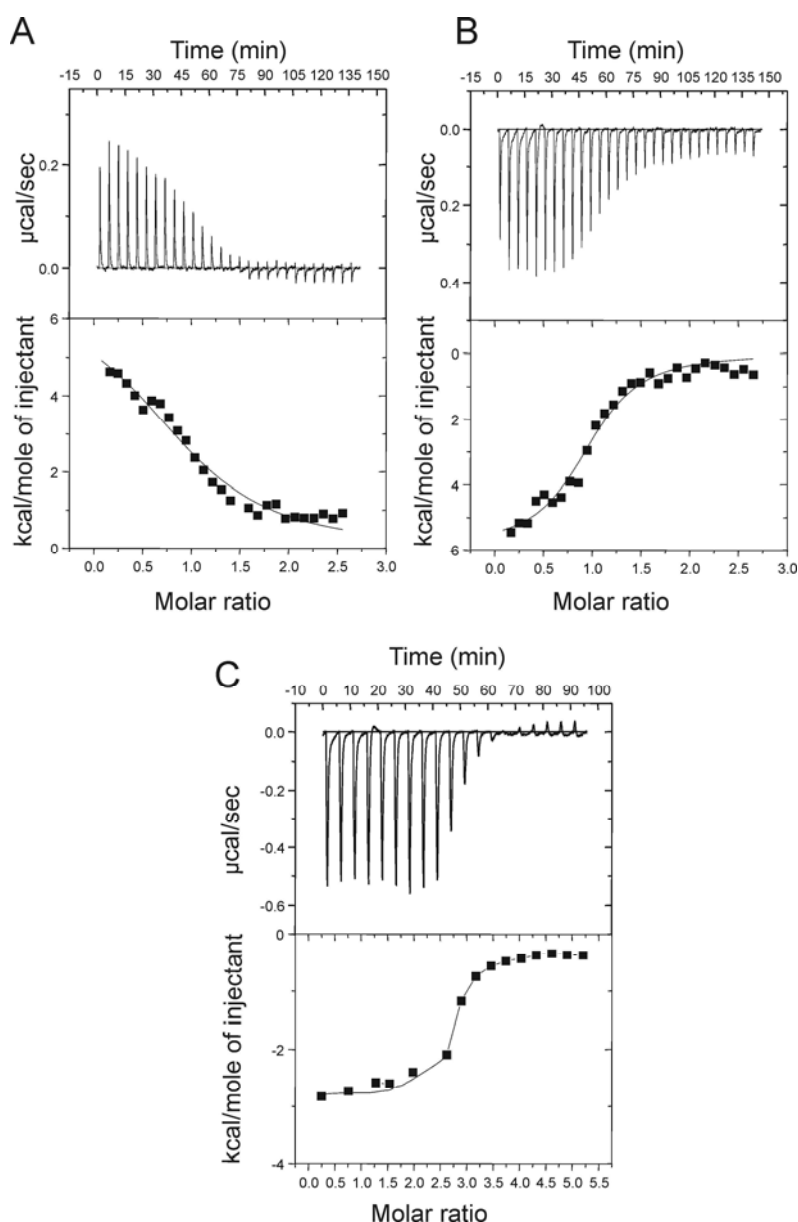 A
Time (min)
-15 0 15 30 45 60 75 90 105 120 135 150
µcal/sec
0.2
0.0
kcal/mole of injectant
6
4
2
0
0.0 0.5 1.0 1.5 2.0 2.5 3.0
Molar ratio
B
Time (min)
-15 0 15 30 45 60 75 90 105 120 135 150
µcal/sec
0.0
0.2
0.4
kcal/mole of injectant
0
2
4
6
0.0 0.5 1.0 1.5 2.0 2.5 3.0
Molar ratio
C
Time (min)
-10 0 10 20 30 40 50 60 70 80 90 100
µcal/sec
0.0
-0.2
-0.4
-0.6
kcal/mole of injectant
0
-2
-4
0.0 0.5 1.0 1.5 2.0 2.5 3.0 3.5 4.0 4.5 5.0 5.5
Molar ratio